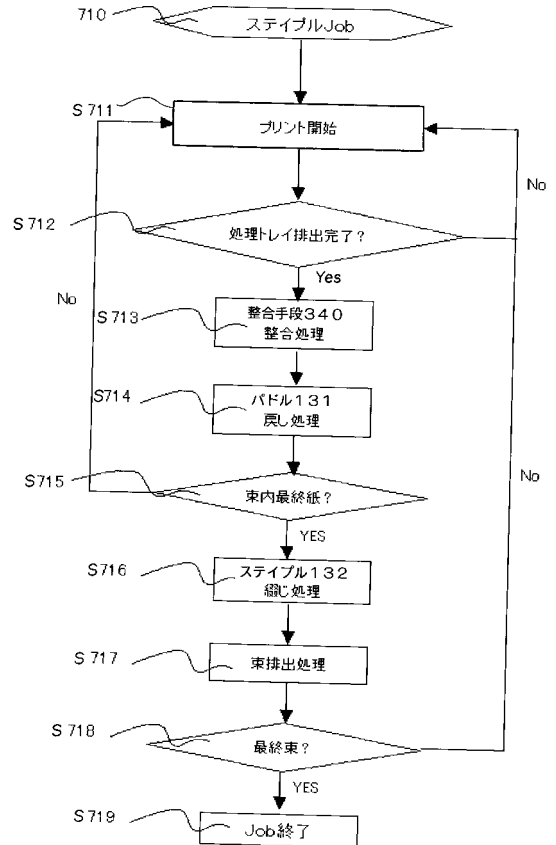 710
ステイプルJob
S711
プリント開始
No
S712
処理トレイ排出完了?
Yes
No
整合手段340
S713
整合処理
パドル131
S714
戻し処理
No
S715
束内最終紙?
YES
ステイプル132
S716
綴じ処理
束排出処理
S717
S718
最終束?
YES
S719
Job終了